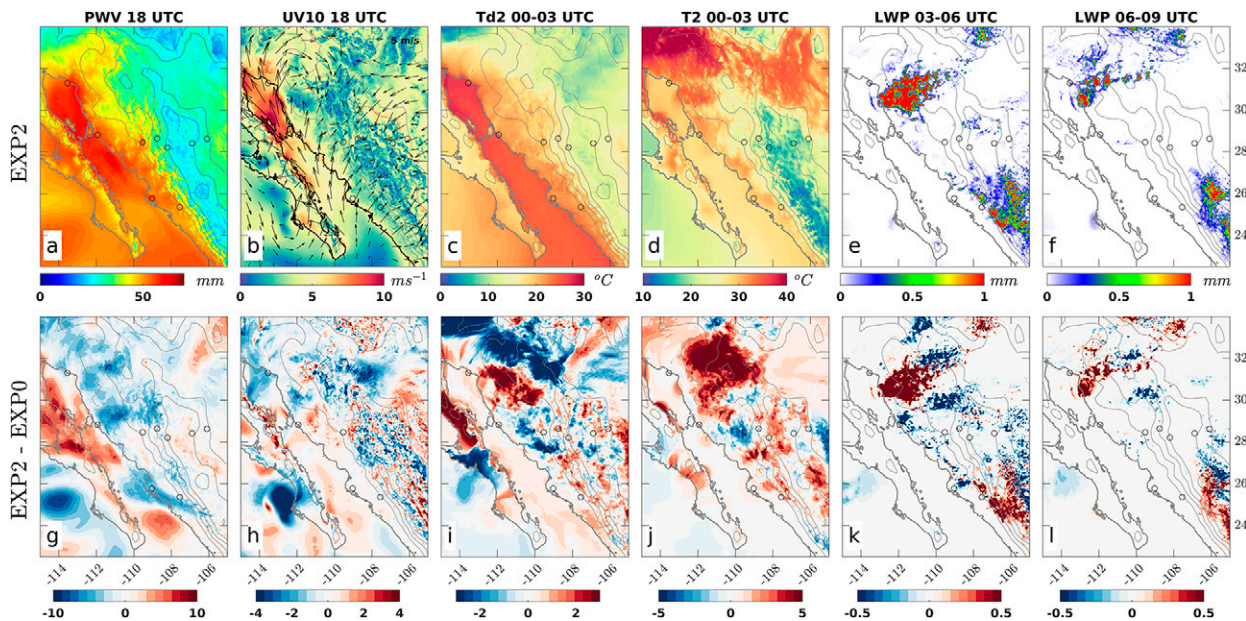 PWV 18 UTC
UV10 18 UTC
Td2 00-03 UTC
T2 00-03 UTC
LWP 03-06 UTC
LWP 06-09 UTC
EXP2
5 m/s
a
b
c
d
e
f
32
30
28
26
24
0 50 mm
0 5 10 ms⁻¹
0 10 20 30 °C
10 20 30 40 °C
0 0.5 1 mm
0 0.5 1 mm
EXP2 - EXP0
g
h
i
j
k
l
32
30
28
26
24
-114 -112 -110 -108 -106
-114 -112 -110 -108 -106
-114 -112 -110 -108 -106
-114 -112 -110 -108 -106
-114 -112 -110 -108 -106
-114 -112 -110 -108 -106
-10 0 10
-4 -2 0 2 4
-2 0 2
-5 0 5
-0.5 0 0.5
-0.5 0 0.5